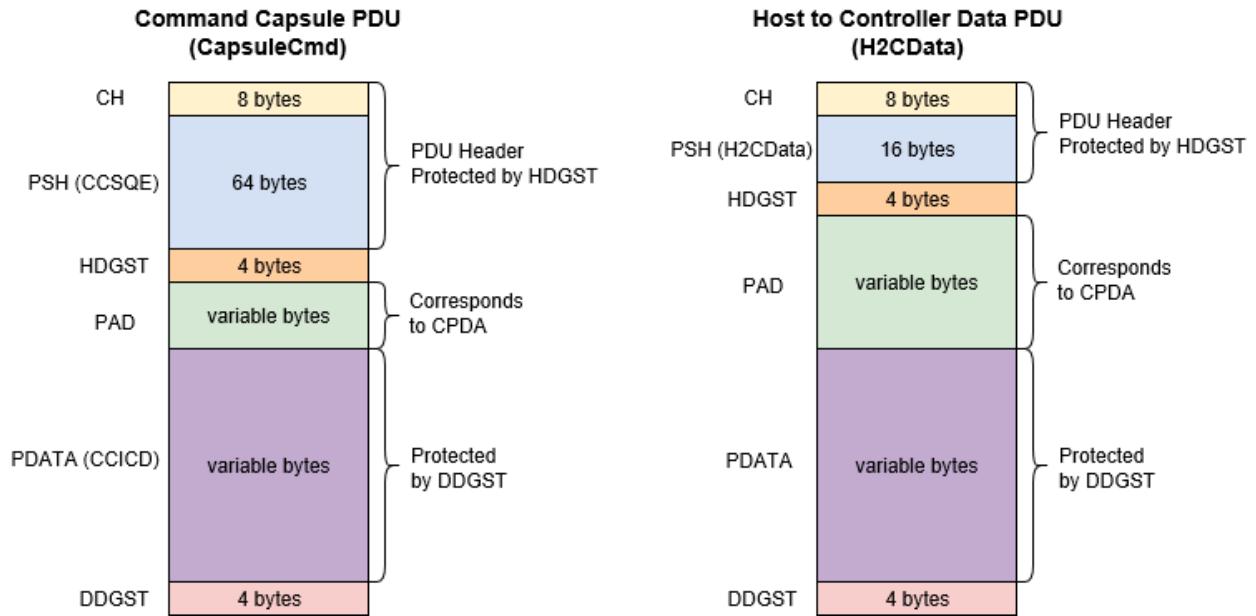 Command Capsule PDU
(CapsuleCmd)
CH
8 bytes
PDU Header
Protected by HDGST
PSH (CCSQE)
64 bytes
HDGST
4 bytes
PAD
variable bytes
Corresponds
to CPDA
PDATA (CCICD)
variable bytes
Protected
by DDGST
DDGST
4 bytes
Host to Controller Data PDU
(H2CData)
CH
8 bytes
PDU Header
Protected by HDGST
PSH (H2CData)
16 bytes
HDGST
4 bytes
PAD
variable bytes
Corresponds
to CPDA
PDATA
variable bytes
Protected
by DDGST
DDGST
4 bytes